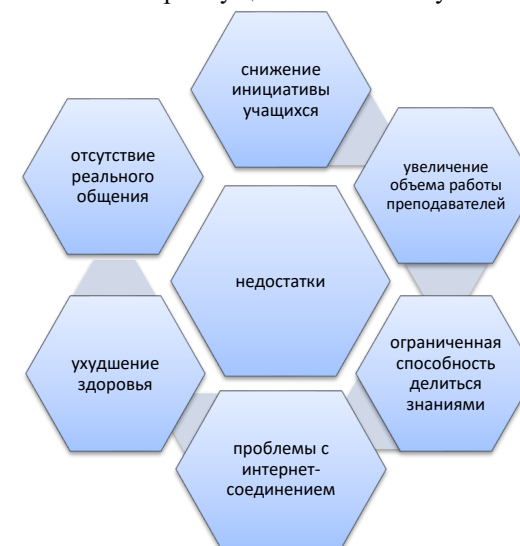 снижение
инициативы
учащихся
увеличение
объема работы
преподавателей
ограниченная
способность
делиться
знаниями
проблемы с
интернет-
соединением
ухудшение
здоровья
отсутствие
реального
общения
недостатки